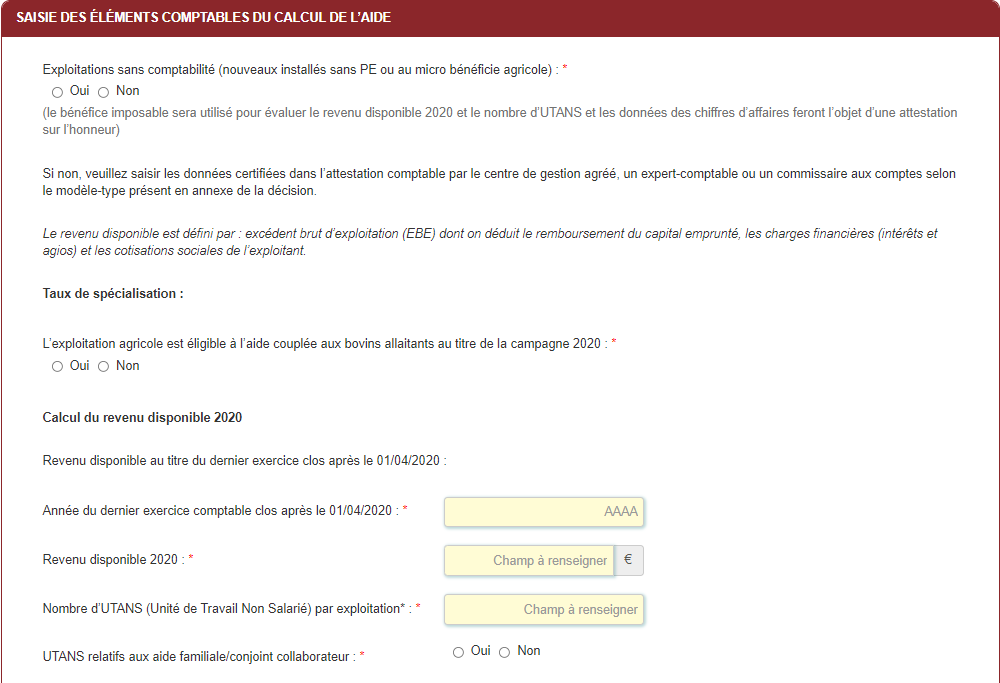 SAISIE DES ÉLÉMENTS COMPTABLES DU CALCUL DE L'AIDE
Exploitations sans comptabilité (nouveaux installés sans PE ou au micro bénéficie agricole) : *
Oui Non
(le bénéfice imposable sera utilisé pour évaluer le revenu disponible 2020 et le nombre d'UTANS et les données des chiffres d'affaires feront l'objet d'une attestation
sur l'honneur)
Si non, veuillez saisir les données certifiées dans l'attestation comptable par le centre de gestion agréé, un expert-comptable ou un commissaire aux comptes selon
le modèle-type présent en annexe de la décision.
Le revenu disponible est défini par : excédent brut d'exploitation (EBE) dont on déduit le remboursement du capital emprunté, les charges financières (intérêts et
agios) et les cotisations sociales de l'exploitant.
Taux de spécialisation :
L'exploitation agricole est éligible à l'aide couplée aux bovins allaitants au titre de la campagne 2020 : *
Oui Non
Calcul du revenu disponible 2020
Revenu disponible au titre du dernier exercice clos après le 01/04/2020 :
Année du dernier exercice comptable clos après le 01/04/2020 : * AAAA
Revenu disponible 2020 : * Champ à renseigner €
Nombre d'UTANS (Unité de Travail Non Salarié) par exploitation* : * Champ à renseigner
UTANS relatifs aux aide familiale/conjoint collaborateur : * Oui Non